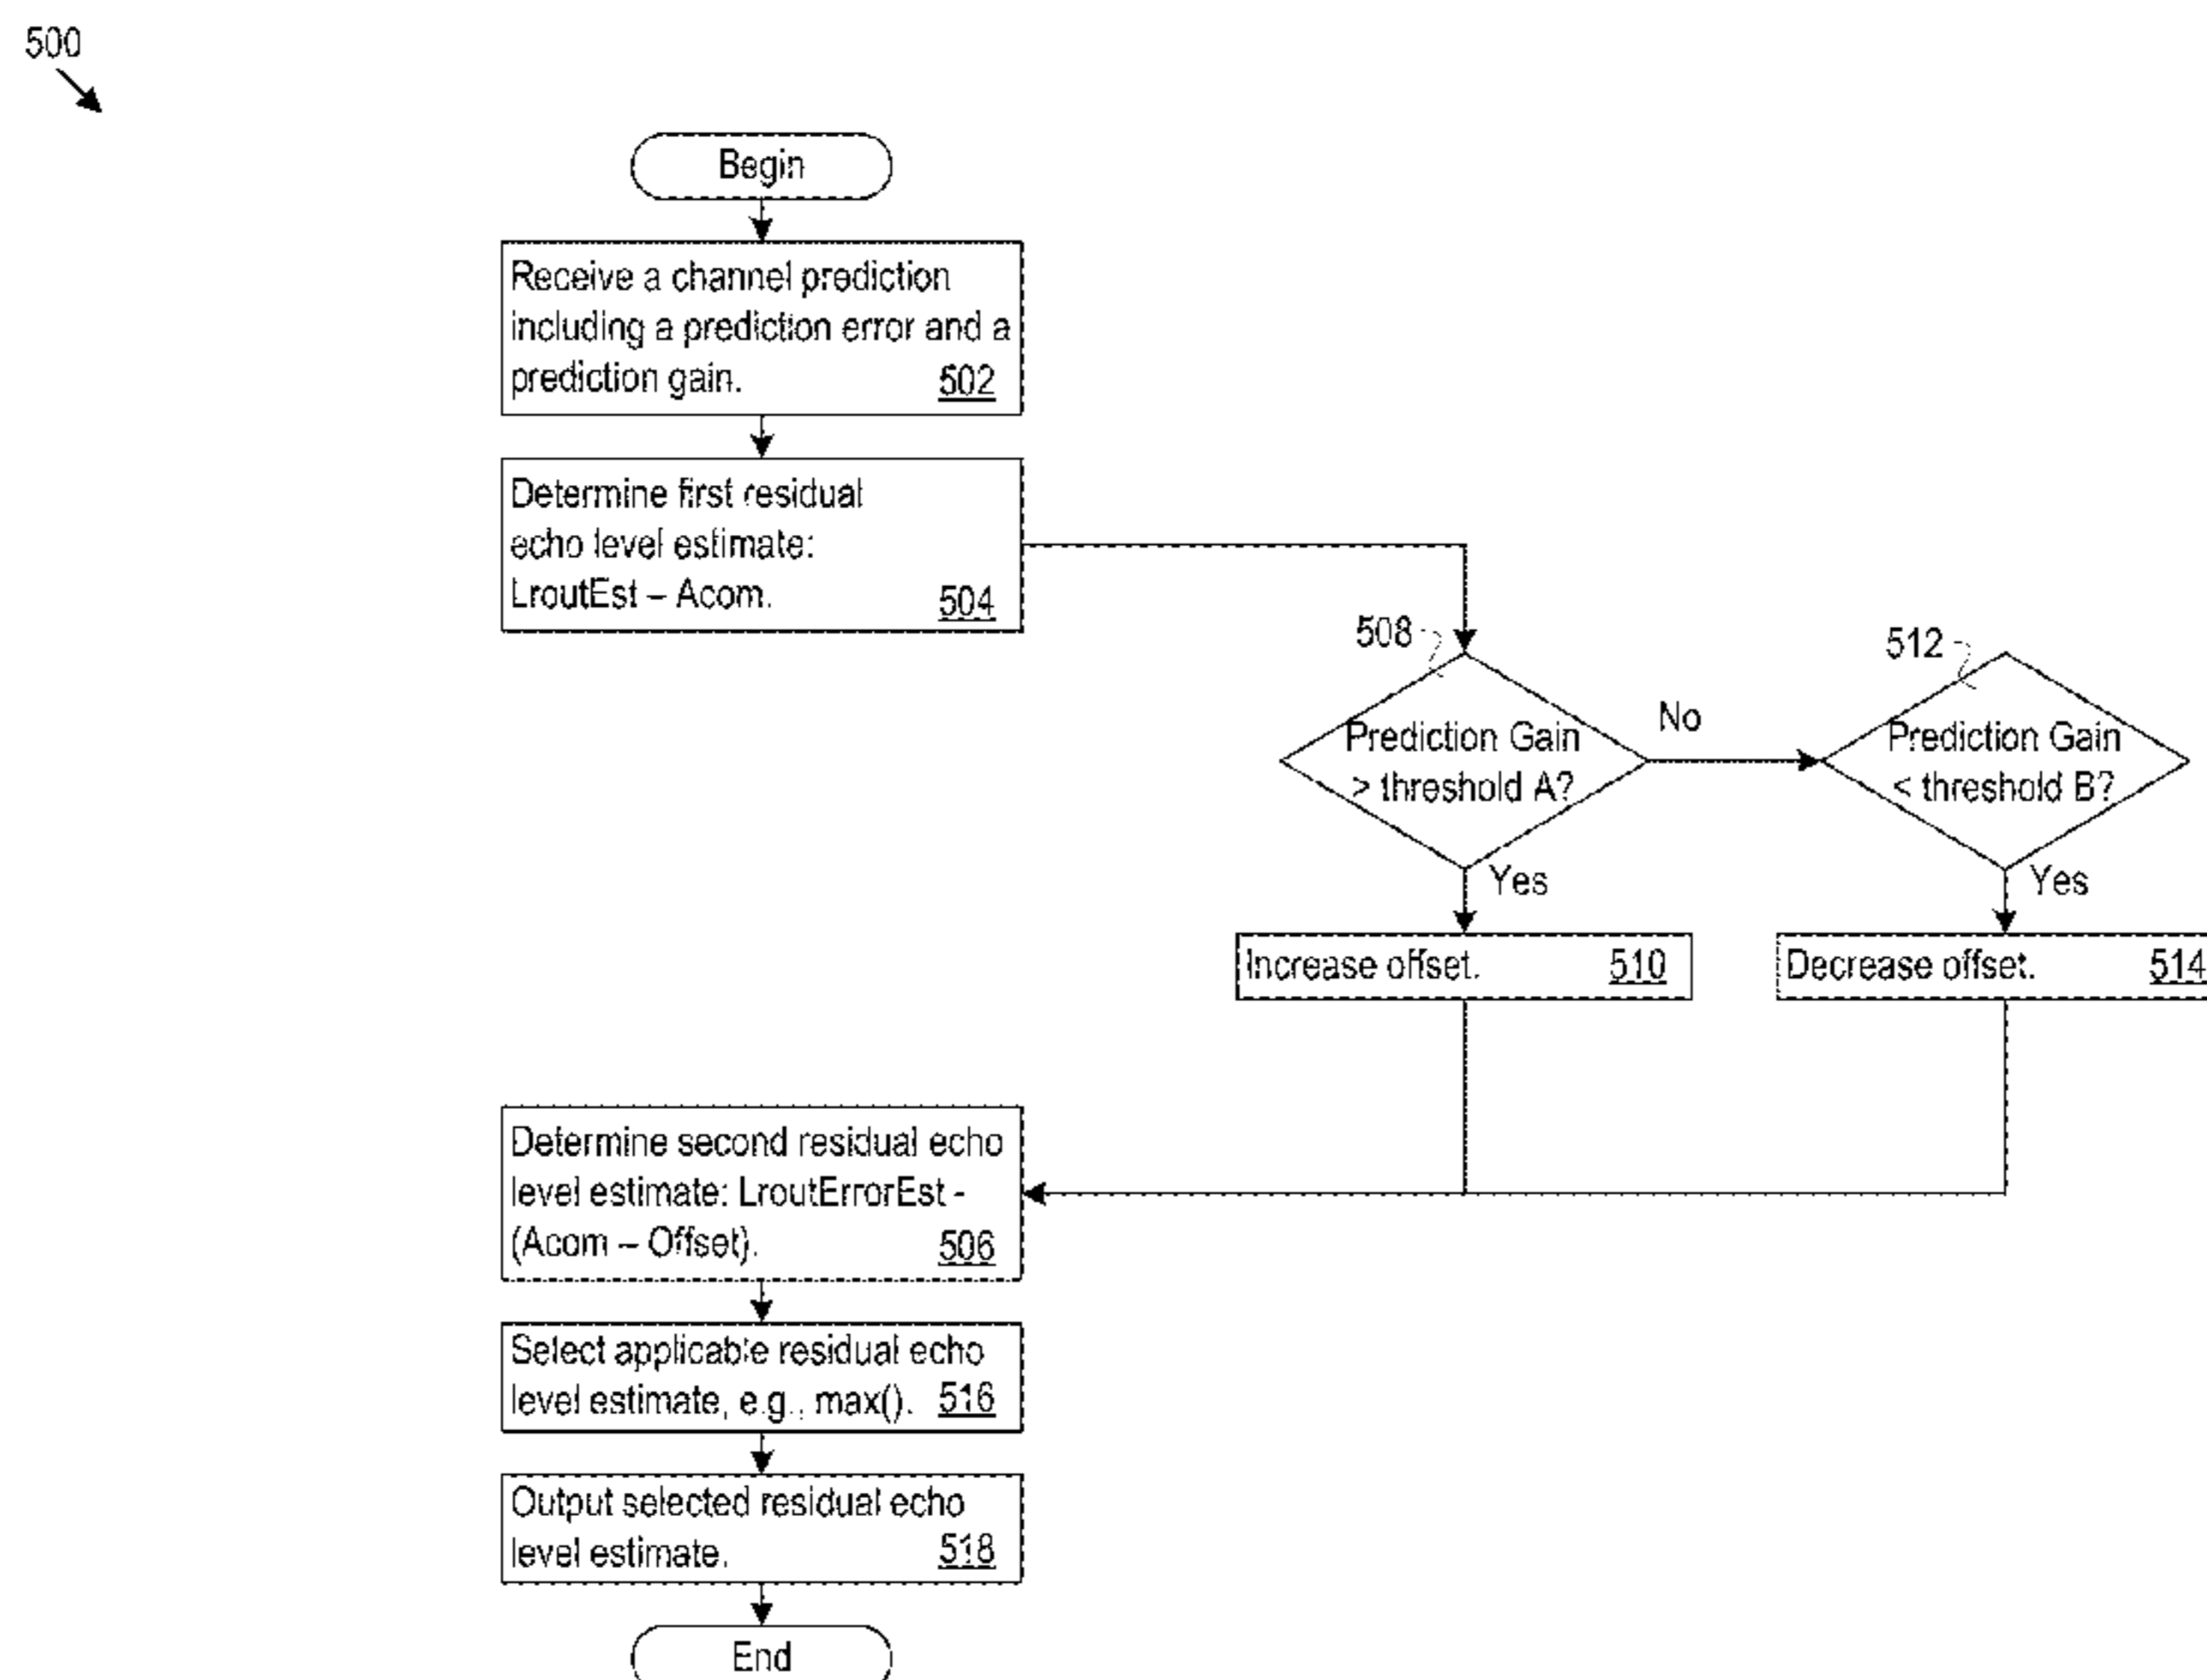 500
Begin
Receive a channel prediction
including a prediction error and a
prediction gain. 502
Determine first residual
echo level estimate:
LroutEst – Acom. 504
508
Prediction Gain
> threshold A?
No
Yes
512
Prediction Gain
< threshold B?
Yes
Increase offset. 510
Decrease offset. 514
Determine second residual echo
level estimate: LroutErrorEst -
(Acom – Offset). 506
Select applicable residual echo
level estimate, e.g., max(). 516
Output selected residual echo
level estimate. 518
End